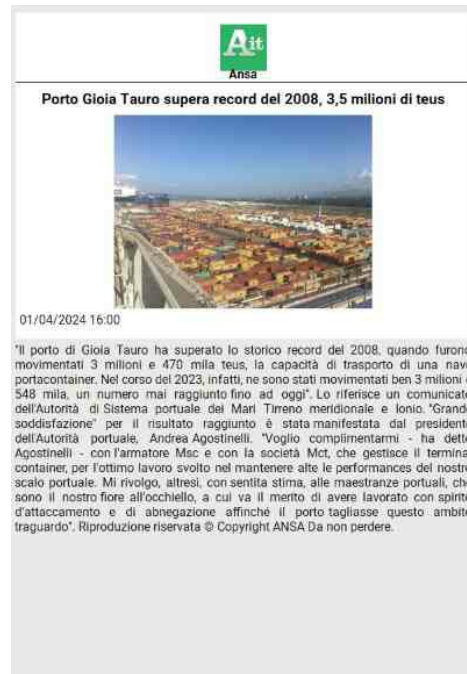 Ait
Ansa
Porto Gioia Tauro supera record del 2008, 3,5 milioni di teus
01/04/2024 16:00
"Il porto di Gioia Tauro ha superato lo storico record del 2008, quando furono
movimentati 3 milioni e 470 mila teus, la capacità di trasporto di una nave
portacontainer. Nel corso del 2023, infatti, ne sono stati movimentati ben 3 milioni e
548 mila, un numero mai raggiunto fino ad oggi". Lo riferisce un comunicato
dell'Autorità di Sistema portuale dei Mari Tirreno meridionale e Ionio. "Grande
soddisfazione" per il risultato raggiunto è stata manifestata dal presidente
dell'Autorità portuale, Andrea Agostinelli. "Voglio complimentarmi - ha detto
Agostinelli - con l'armatore Msc e con la società Mct, che gestisce il terminal
container, per l'ottimo lavoro svolto nel mantenere alte le performances del nostro
scalo portuale. Mi rivolgo, altresì, con sentita stima, alle maestranze portuali, che
sono il nostro fiore all'occhiello, a cui va il merito di avere lavorato con spirito
d'attaccamento e di abnegazione affinché il porto tagliasse questo ambito
traguardo". Riproduzione riservata © Copyright ANSA Da non perdere.